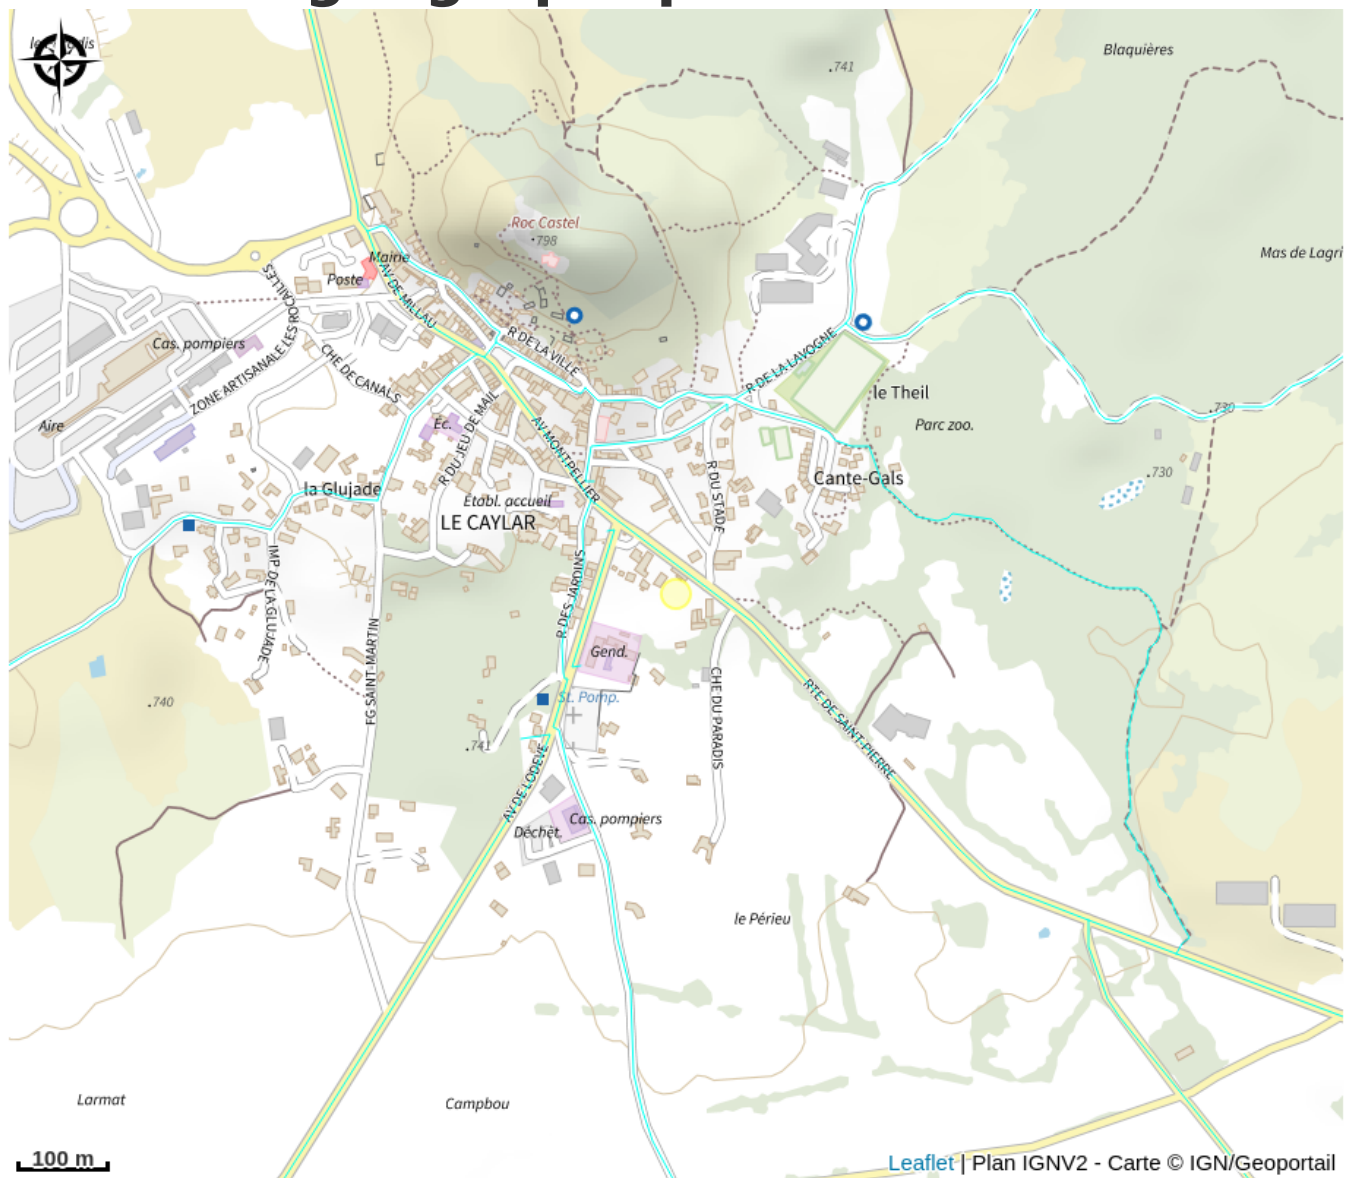 Blaquières
.741
Roc Castel
.798
Mas de Lagri
Mairie
Poste
AV DE MILLAU
ZONE ARTISANALE LES ROCAILLES
Cas. pompiers
R DE LA VILLE
R DE LA LAVOGNE
CHE DE CANALS
le Theil
.730
Aire
Éc.
R DU JEU DE MAIL
AV MONTPELLIER
Parc zoo.
.730
R DU STADE
Cante-Gals
la Glujade
Établ. accueil
LE CAYLAR
IMP. DE LA GLUJADE
R DES JARDINS
FG SAINT-MARTIN
Gend.
CHE DU PARADIS
St. Pomp.
.740
.741
RTE DE SAINT-PIERRE
AV DE LODÈVE
Déchèt.
Cas. pompiers
le Périeu
Larmat
Campbou
100 m
Leaflet | Plan IGNV2 - Carte © IGN/Geoportail